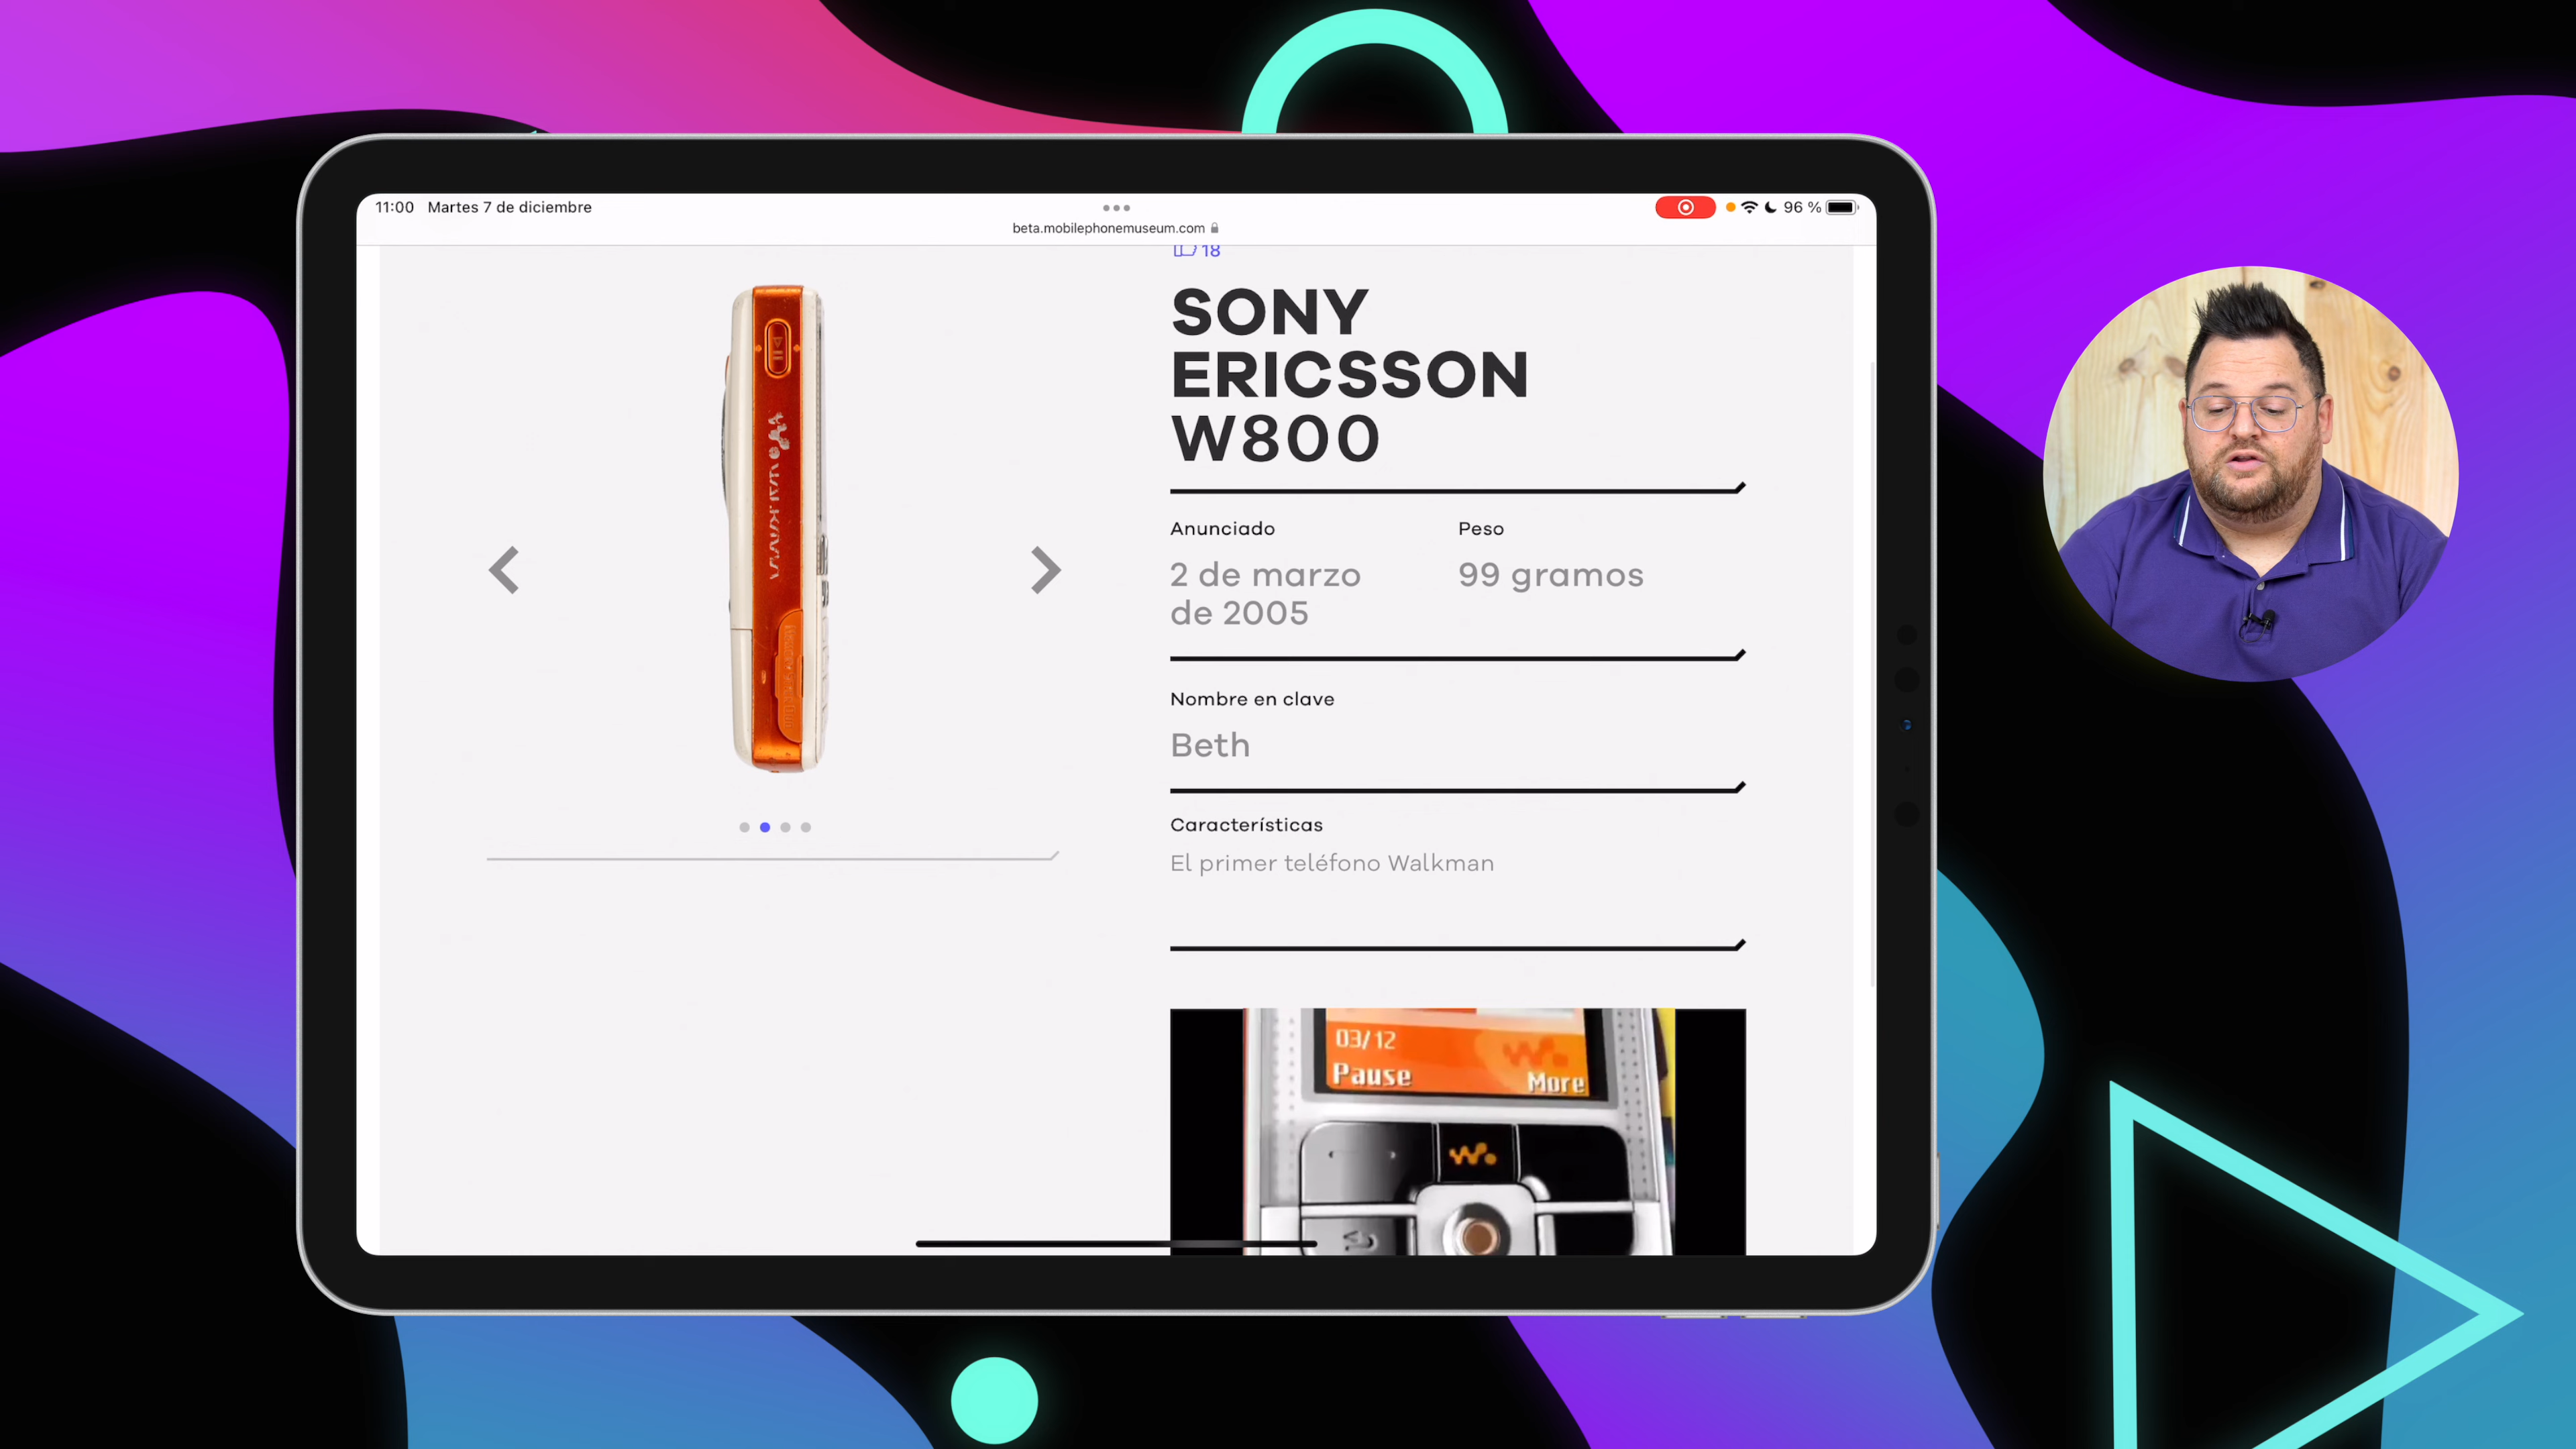 11:00 Martes 7 de diciembre
96 %
beta.mobilephonemuseum.com
18
SONY
ERICSSON
W800
Anunciado
Peso
2 de marzo
de 2005
99 gramos
Nombre en clave
Beth
Características
El primer teléfono Walkman
WALKMAN
03/12
Pause
More